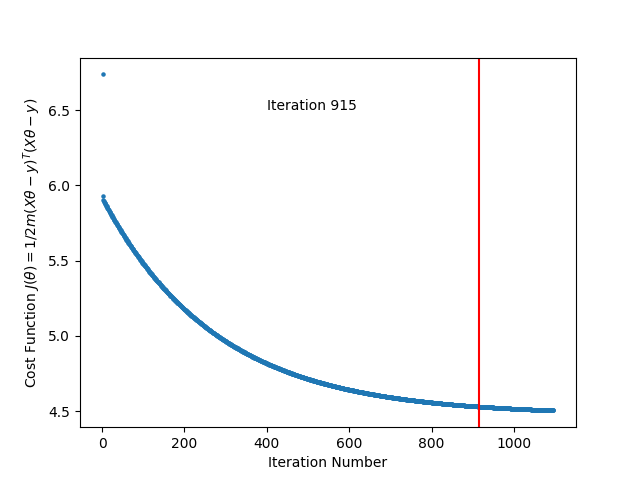 6.5
6.0
5.5
5.0
4.5
Cost Function J(θ) = 1/2m(Xθ − y)ᵀ(Xθ − y)
Iteration 915
0 200 400 600 800 1000
Iteration Number